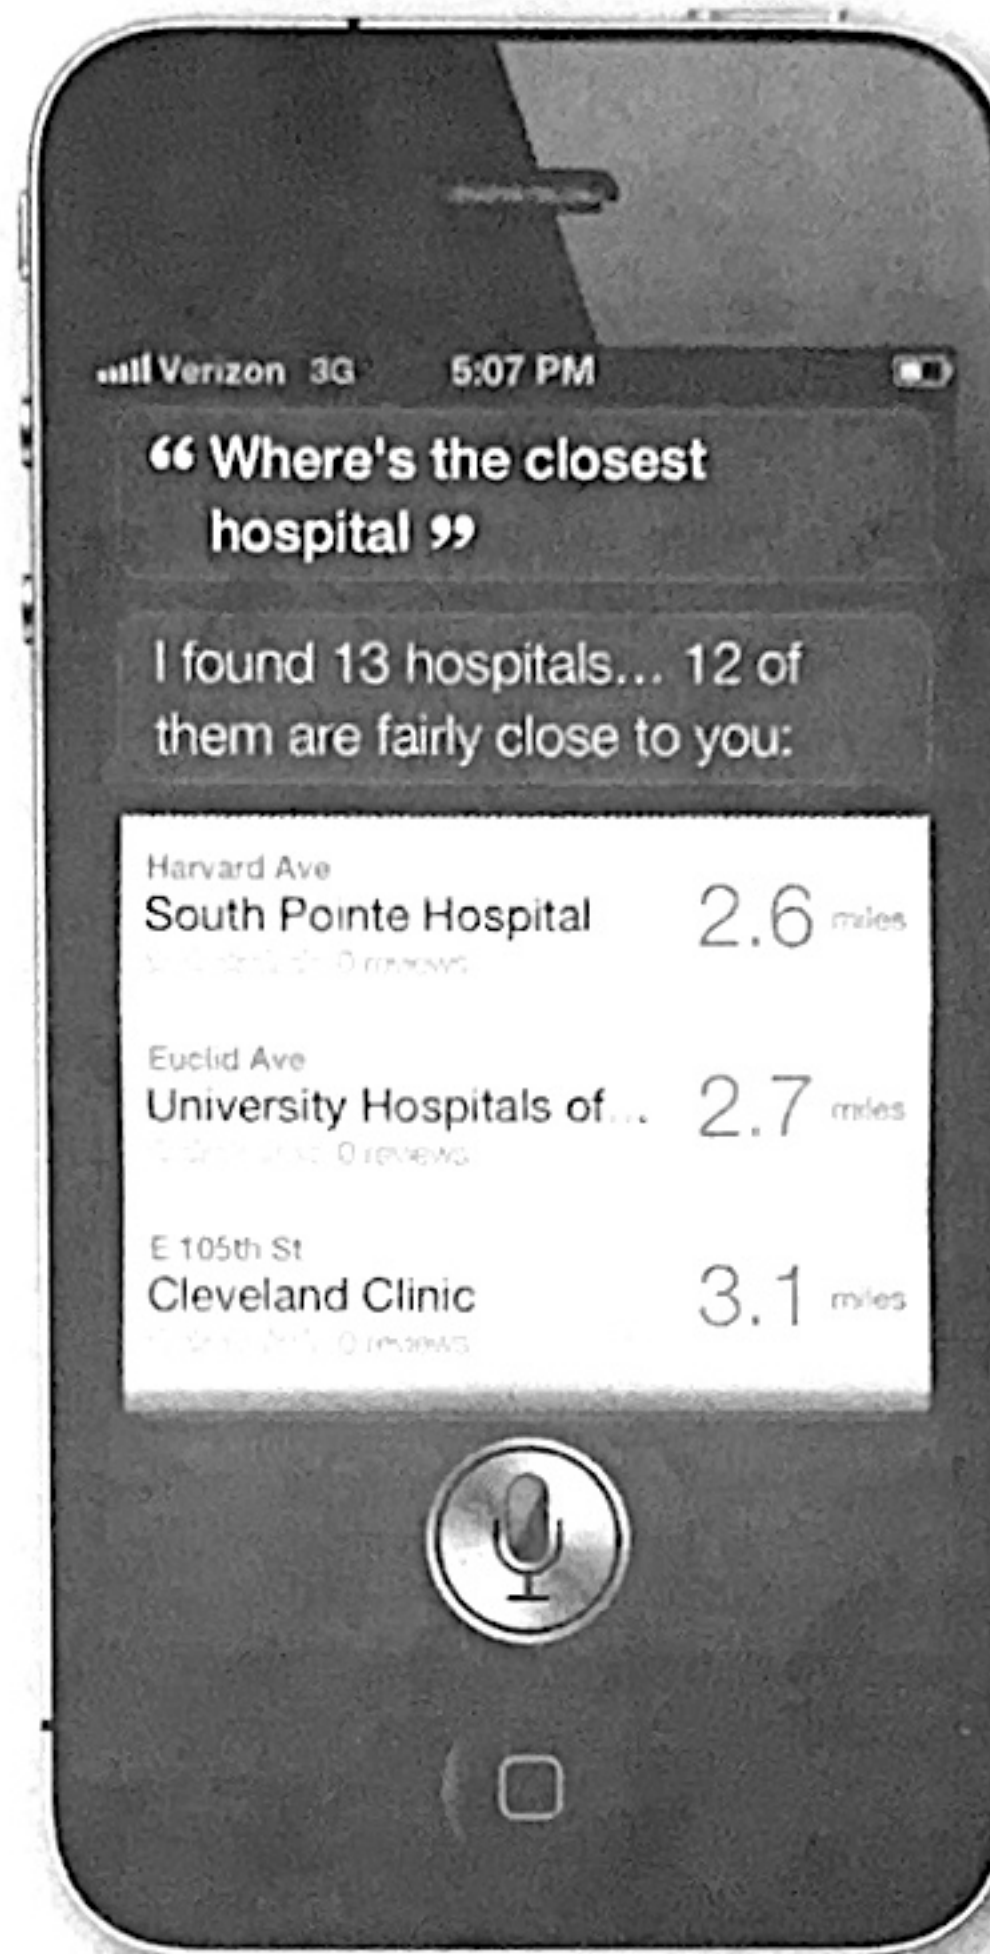 Verizon 3G 5:07 PM
“ Where's the closest
hospital ”
I found 13 hospitals... 12 of
them are fairly close to you:
Harvard Ave
South Pointe Hospital 2.6 miles
0 reviews
Euclid Ave
University Hospitals of... 2.7 miles
0 reviews
E 105th St
Cleveland Clinic 3.1 miles
0 reviews